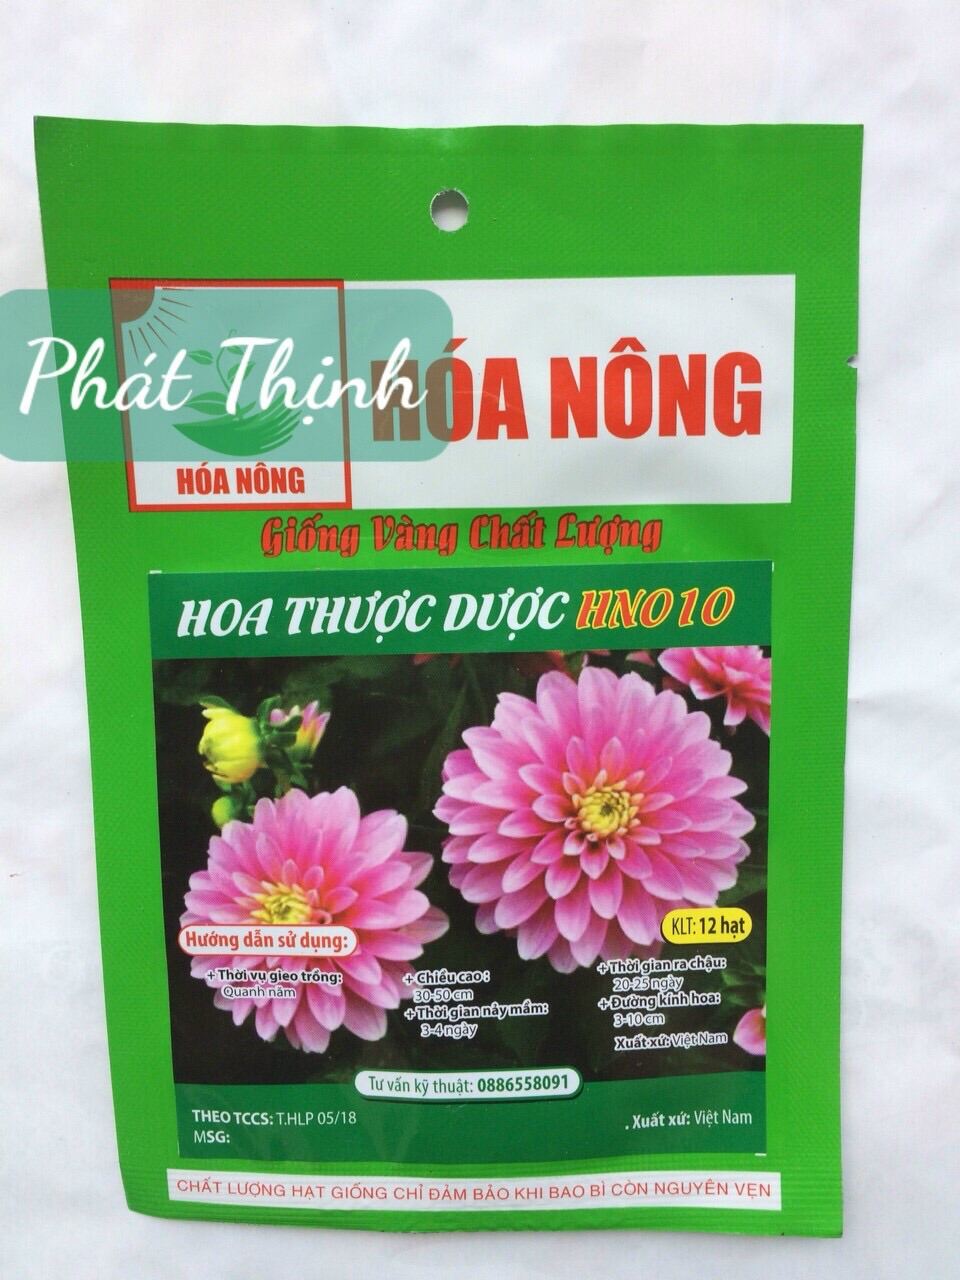 Phát Thịnh
HÓA NÔNG
HÓA NÔNG
Giống Vàng Chất Lượng
HOA THƯỢC DƯỢC HNO10
KLT: 12 hạt
Hướng dẫn sử dụng:
+ Thời vụ gieo trồng:
Quanh năm
+ Chiều cao :
30-50 cm
+ Thời gian nảy mầm:
3-4 ngày
+ Thời gian ra chậu:
20-25 ngày
+ Đường kính hoa:
3-10 cm
Xuất xứ: Việt Nam
Tư vấn kỹ thuật: 0886558091
THEO TCCS: T.HLP 05/18
MSG:
. Xuất xứ: Việt Nam
CHẤT LƯỢNG HẠT GIỐNG CHỈ ĐẢM BẢO KHI BAO BÌ CÒN NGUYÊN VẸN